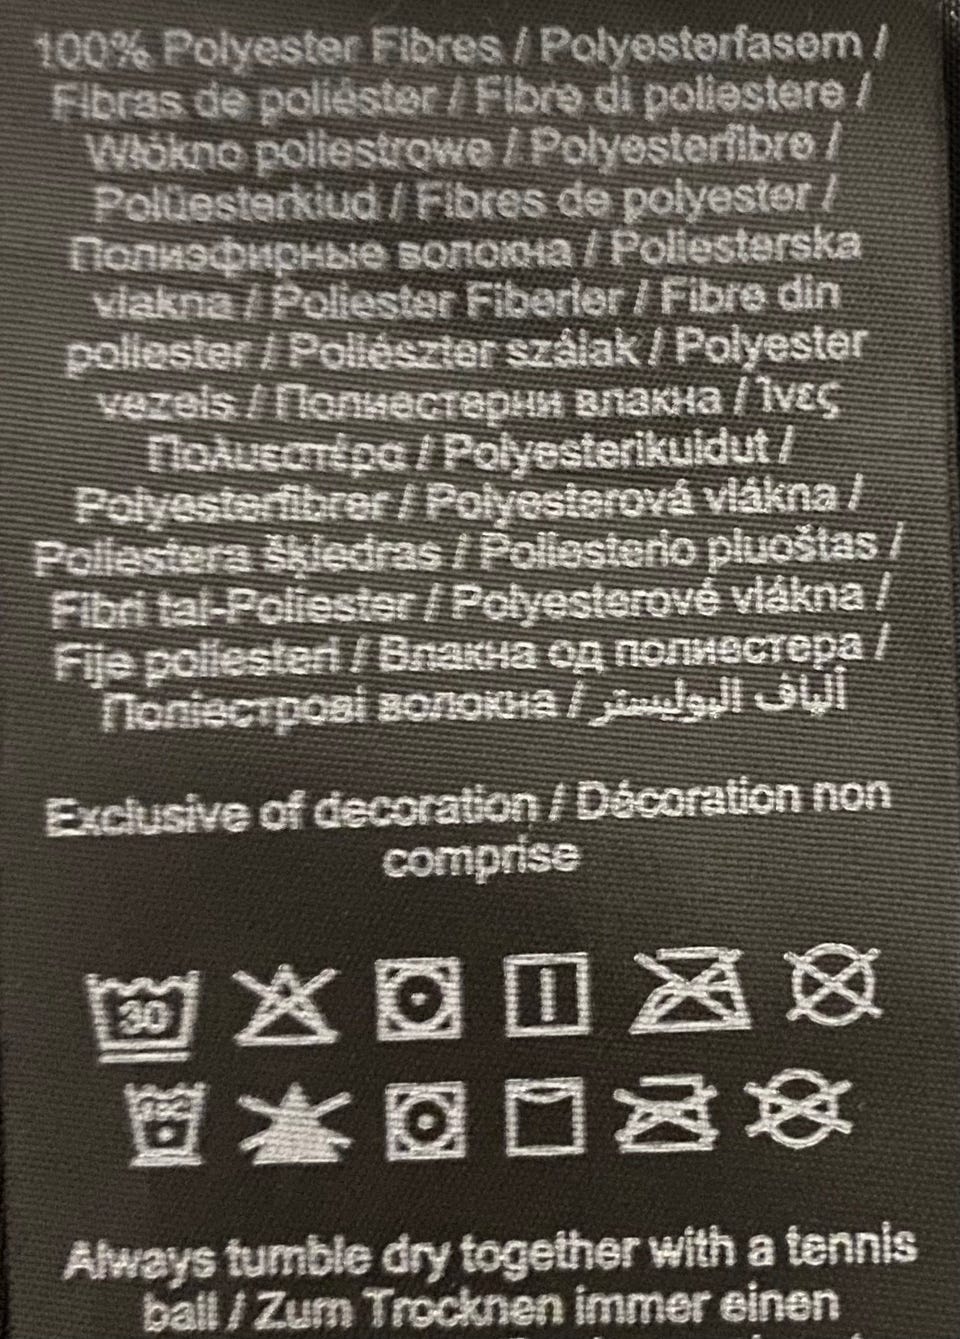 100% Polyester Fibres / Polyesterfasern /
Fibras de poliéster / Fibre di poliestere /
Włókno poliestrowe / Polyesterfibre /
Polüesterkiud / Fibres de polyester /
Полиэфирные волокна / Poliesterska
vlakna / Poliester Fiberler / Fibre din
poliester / Poliészter szálak / Polyester
vezels / Полиестерни влакна / Ίνες
Πολυεστέρα / Polyesterikuidut /
Polyesterfibrer / Polyesterová vlákna /
Poliestera šķiedras / Poliesterio pluoštas /
Fibri tal-Poliester / Polyesterové vlákna /
Fije poliesteri / Влакна од полиестера /
Поліестрові волокна / ألياف البوليستر
Exclusive of decoration / Décoration non
comprise
30
Always tumble dry together with a tennis
ball / Zum Trocknen immer einen